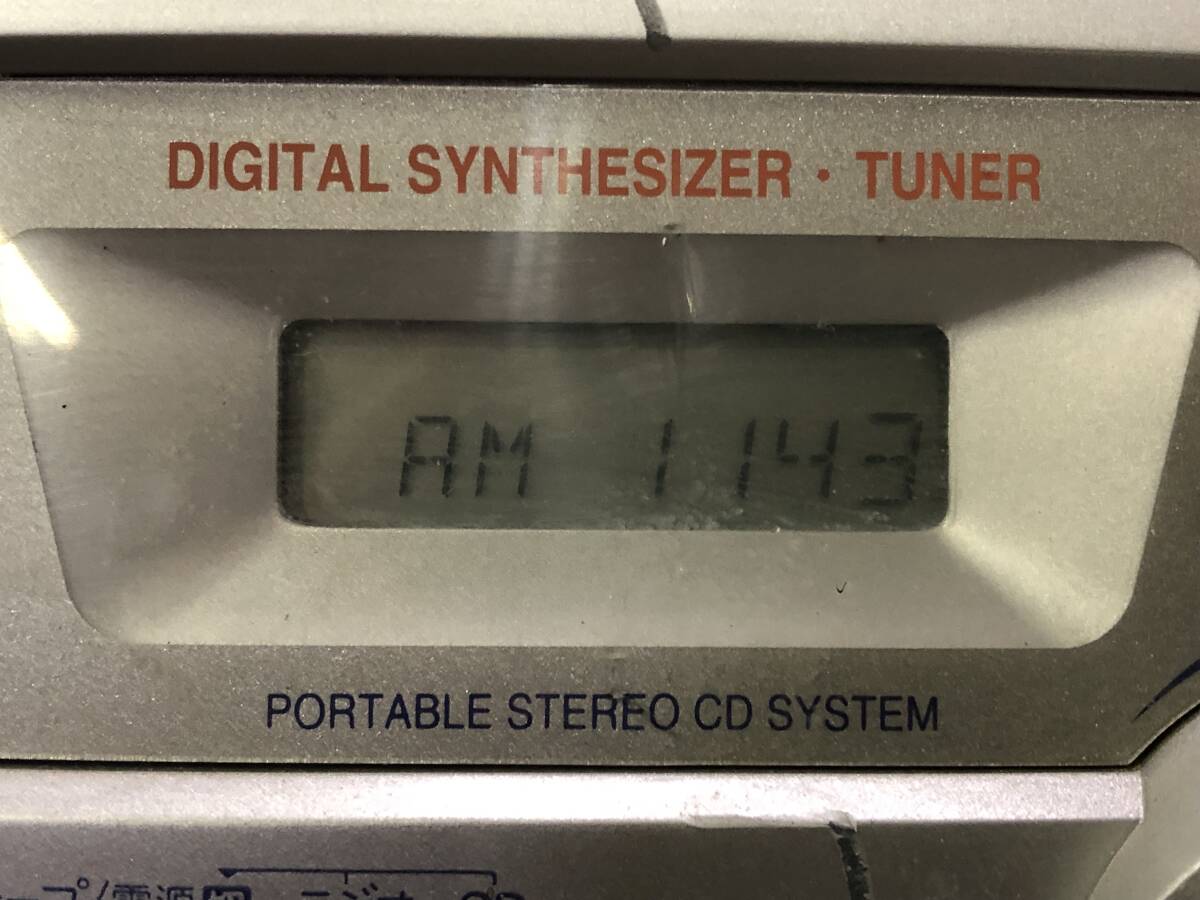 DIGITAL SYNTHESIZER · TUNER
AM 1143
PORTABLE STEREO CD SYSTEM